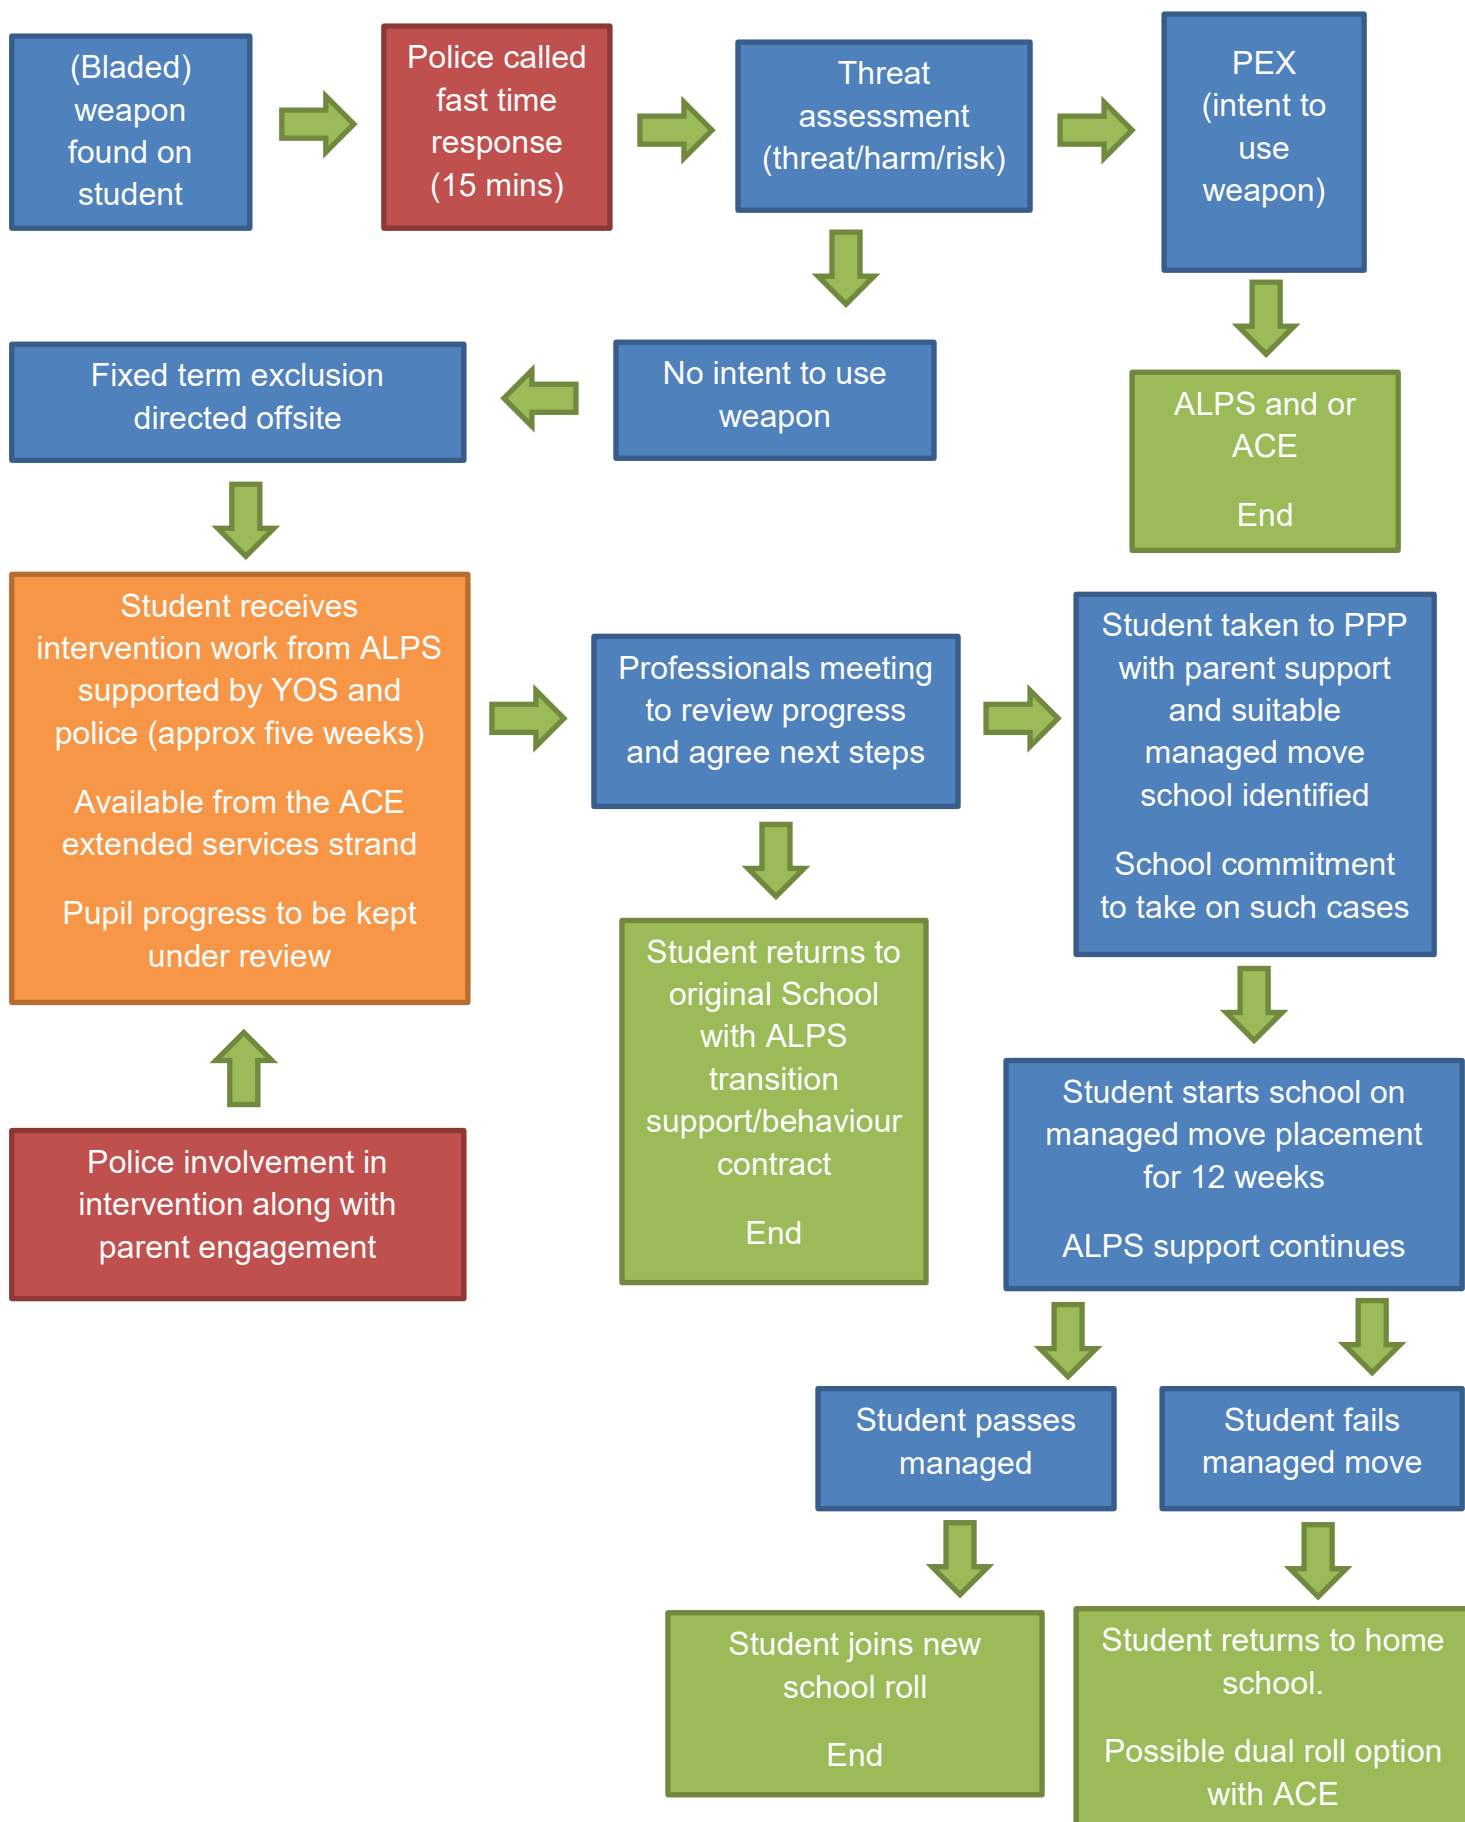 (Bladed)
weapon
found on
student
Police called
fast time
response
(15 mins)
Threat
assessment
(threat/harm/risk)
PEX
(intent to
use
weapon)
Fixed term exclusion
directed offsite
No intent to use
weapon
ALPS and or
ACE
End
Student receives
intervention work from ALPS
supported by YOS and
police (approx five weeks)
Available from the ACE
extended services strand
Pupil progress to be kept
under review
Professionals meeting
to review progress
and agree next steps
Student taken to PPP
with parent support
and suitable
managed move
school identified
School commitment
to take on such cases
Student returns to
original School
with ALPS
transition
support/behaviour
contract
End
Police involvement in
intervention along with
parent engagement
Student starts school on
managed move placement
for 12 weeks
ALPS support continues
Student passes
managed
Student fails
managed move
Student joins new
school roll
End
Student returns to home
school.
Possible dual roll option
with ACE